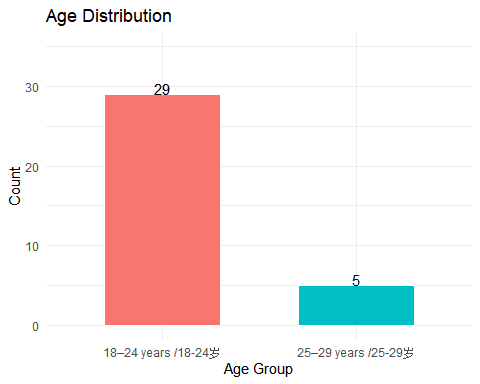 Age Distribution
Count
30
20
10
0
29
5
18–24 years /18-24岁
25–29 years /25-29岁
Age Group